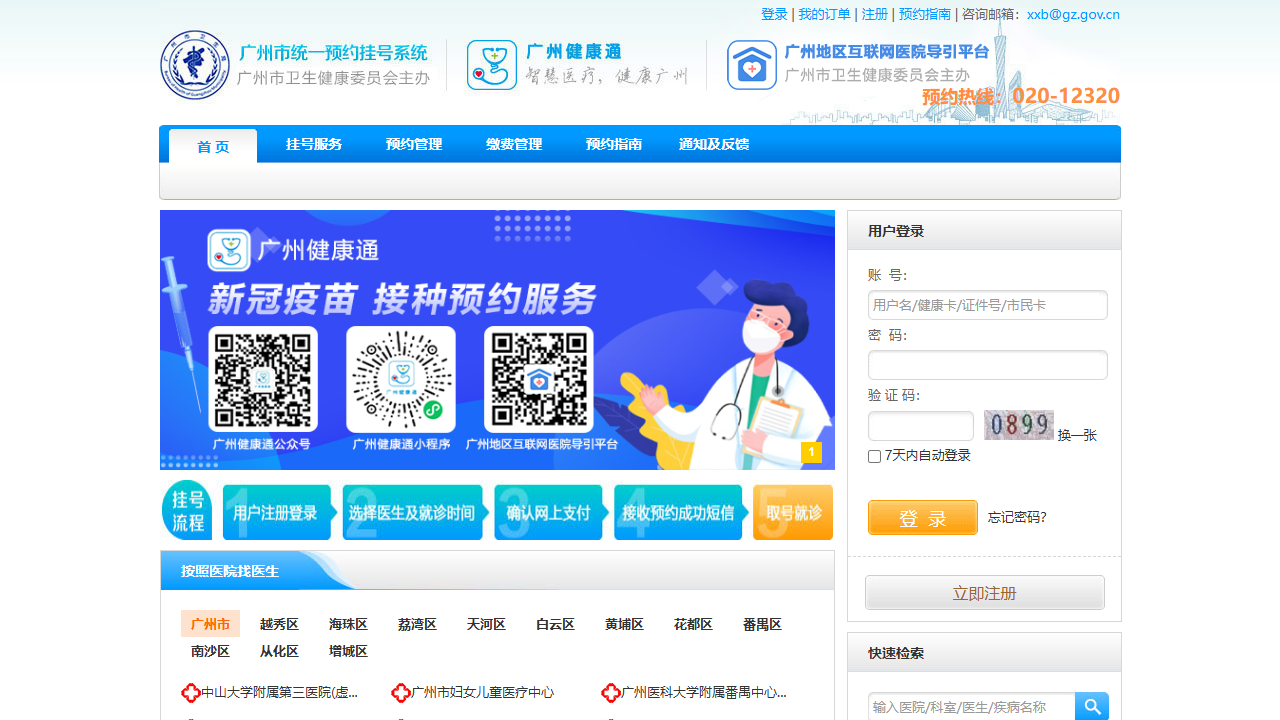 登录 | 我的订单 | 注册 | 预约指南 | 咨询邮箱：xxb@gz.gov.cn
广州市统一预约挂号系统
广州市卫生健康委员会主办
广州健康通
智慧医疗，健康广州
广州地区互联网医院导引平台
广州市卫生健康委员会主办
预约热线：020-12320
首 页 挂号服务 预约管理 缴费管理 预约指南 通知及反馈
广州健康通
新冠疫苗 接种预约服务
广州健康通公众号 广州健康通小程序 广州地区互联网医院导引平台
1
挂号
流程
1 用户注册登录
2 选择医生及就诊时间
3 确认网上支付
4 接收预约成功短信
5 取号就诊
按照医院找医生
广州市 越秀区 海珠区 荔湾区 天河区 白云区 黄埔区 花都区 番禺区
南沙区 从化区 增城区
中山大学附属第三医院(虚... 广州市妇女儿童医疗中心 广州医科大学附属番禺中心...
用户登录
账 号：
用户名/健康卡/证件号/市民卡
密 码：
验 证 码：
0899 换一张
7天内自动登录
登 录 忘记密码?
立即注册
快速检索
输入医院/科室/医生/疾病名称